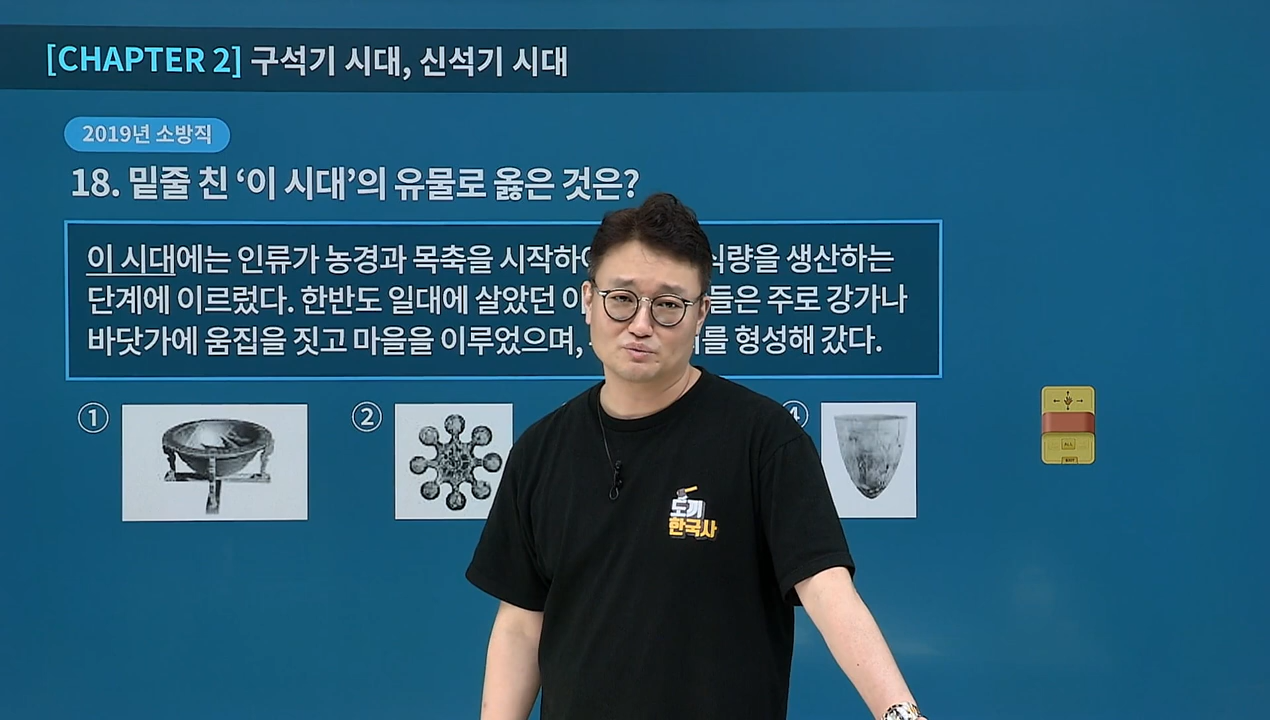 [CHAPTER 2] 구석기 시대, 신석기 시대
2019년 소방직
18. 밑줄 친 ‘이 시대’의 유물로 옳은 것은?
이 시대에는 인류가 농경과 목축을 시작하 식량을 생산하는
단계에 이르렀다. 한반도 일대에 살았던 이 들은 주로 강가나
바닷가에 움집을 짓고 마을을 이루었으며, 를 형성해 갔다.
① ② ④
도끼
한국사